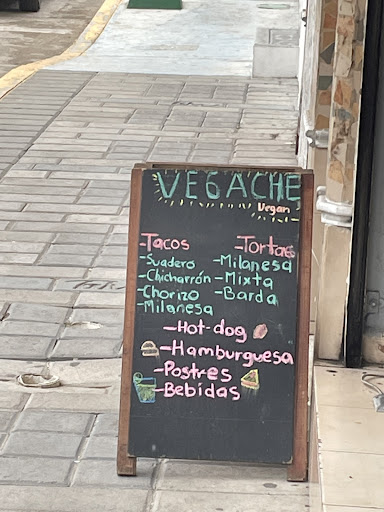 VEGACHE
Vegan
Tacos
-Suadero
-Chicharrón
-Chorizo
-Milanesa
-Tortas
-Milanesa
-Mixta
-Barda
-Hot-dog
-Hamburguesa
-Postres
-Bebidas